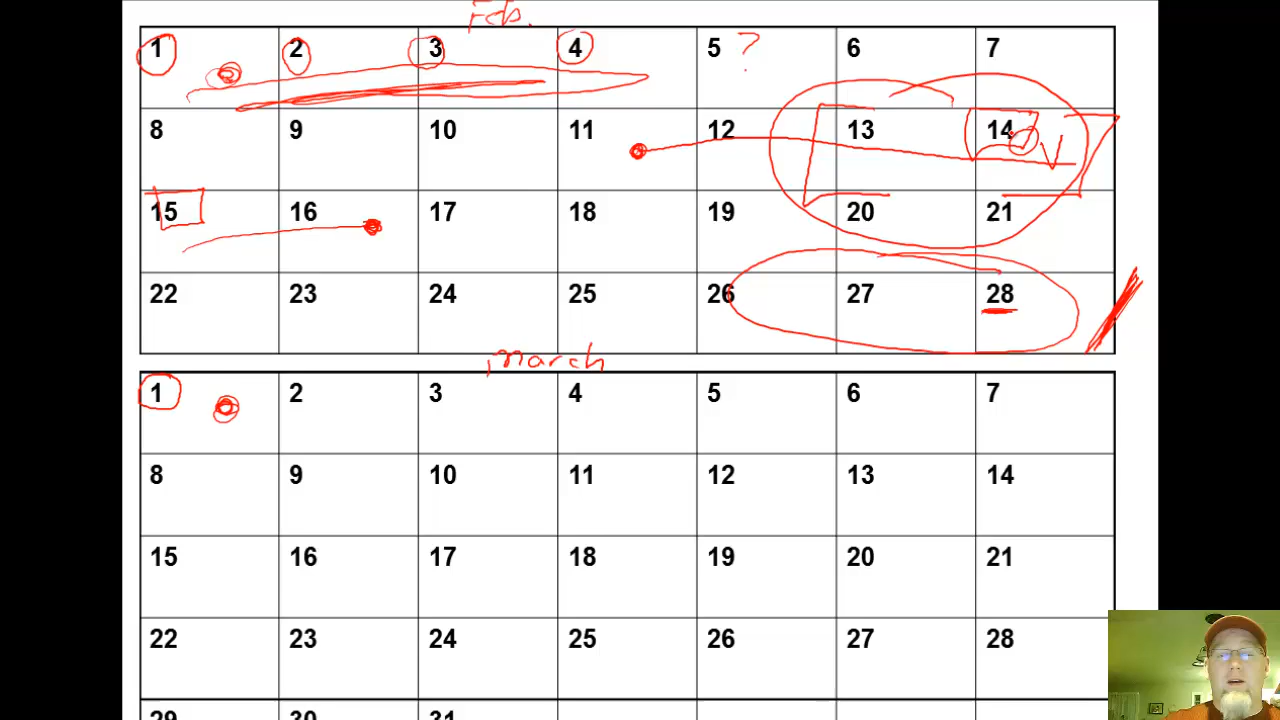 Feb.
1 2 3 4 5 ? 6 7
8 9 10 11 12 13 14
15 16 17 18 19 20 21
22 23 24 25 26 27 28
March
1 2 3 4 5 6 7
8 9 10 11 12 13 14
15 16 17 18 19 20 21
22 23 24 25 26 27 28
29 30 31